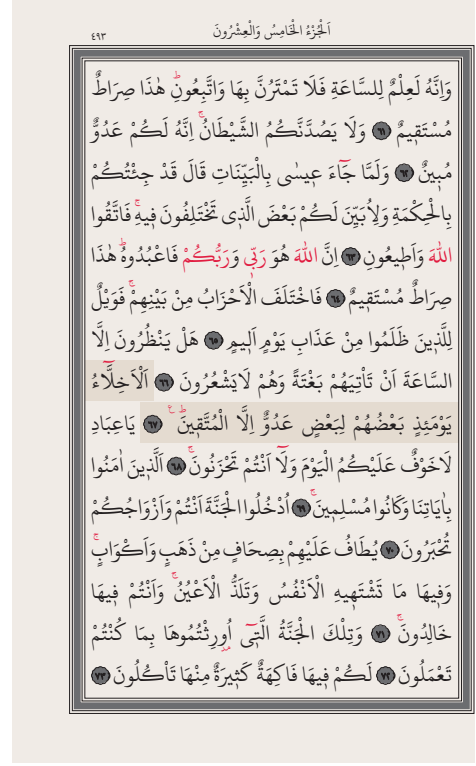 اَلْجُزْءُ الْخَامِسُ وَالْعِشْرُونَ ٤٩٣
وَاِنَّهُ لَعِلْمٌ لِلسَّاعَةِ فَلَا تَمْتَرُنَّ بِهَا وَاتَّبِعُونِۜ هٰذَا صِرَاطٌ
مُسْتَق۪يمٌ ﴿٦١﴾ وَلَا يَصُدَّنَّكُمُ الشَّيْطَانُۚ اِنَّهُ لَكُمْ عَدُوٌّ
مُب۪ينٌ ﴿٦٢﴾ وَلَمَّا جَٓاءَ ع۪يسٰى بِالْبَيِّنَاتِ قَالَ قَدْ جِئْتُكُمْ
بِالْحِكْمَةِ وَلِاُبَيِّنَ لَكُمْ بَعْضَ الَّذ۪ي تَخْتَلِفُونَ ف۪يهِۚ فَاتَّقُوا
اللّٰهَ وَاَط۪يعُونِ ﴿٦٣﴾ اِنَّ اللّٰهَ هُوَ رَبّ۪ي وَرَبُّكُمْ فَاعْبُدُوهُۜ هٰذَا
صِرَاطٌ مُسْتَق۪يمٌ ﴿٦٤﴾ فَاخْتَلَفَ الْاَحْزَابُ مِنْ بَيْنِهِمْۚ فَوَيْلٌ
لِلَّذ۪ينَ ظَلَمُوا مِنْ عَذَابِ يَوْمٍ اَل۪يمٍ ﴿٦٥﴾ هَلْ يَنْظُرُونَ اِلَّا
السَّاعَةَ اَنْ تَأْتِيَهُمْ بَغْتَةً وَهُمْ لَايَشْعُرُونَ ﴿٦٦﴾ اَلْاَخِلَّٓاءُ
يَوْمَئِذٍ بَعْضُهُمْ لِبَعْضٍ عَدُوٌّ اِلَّا الْمُتَّق۪ينَۜ۟ ﴿٦٧﴾ يَاعِبَادِ
لَاخَوْفٌ عَلَيْكُمُ الْيَوْمَ وَلَٓا اَنْتُمْ تَحْزَنُونَۚ ﴿٦٨﴾ اَلَّذ۪ينَ اٰمَنُوا
بِاٰيَاتِنَا وَكَانُوا مُسْلِم۪ينَۚ ﴿٦٩﴾ اُدْخُلُوا الْجَنَّةَ اَنْتُمْ وَاَزْوَاجُكُمْ
تُحْبَرُونَ ﴿٧٠﴾ يُطَافُ عَلَيْهِمْ بِصِحَافٍ مِنْ ذَهَبٍ وَاَكْوَابٍۚ
وَف۪يهَا مَا تَشْتَه۪يهِ الْاَنْفُسُ وَتَلَذُّ الْاَعْيُنُۚ وَاَنْتُمْ ف۪يهَا
خَالِدُونَۚ ﴿٧١﴾ وَتِلْكَ الْجَنَّةُ الَّت۪ٓي اُو۫رِثْتُمُوهَا بِمَا كُنْتُمْ
تَعْمَلُونَ ﴿٧٢﴾ لَكُمْ ف۪يهَا فَاكِهَةٌ كَث۪يرَةٌ مِنْهَا تَأْكُلُونَ ﴿٧٣﴾